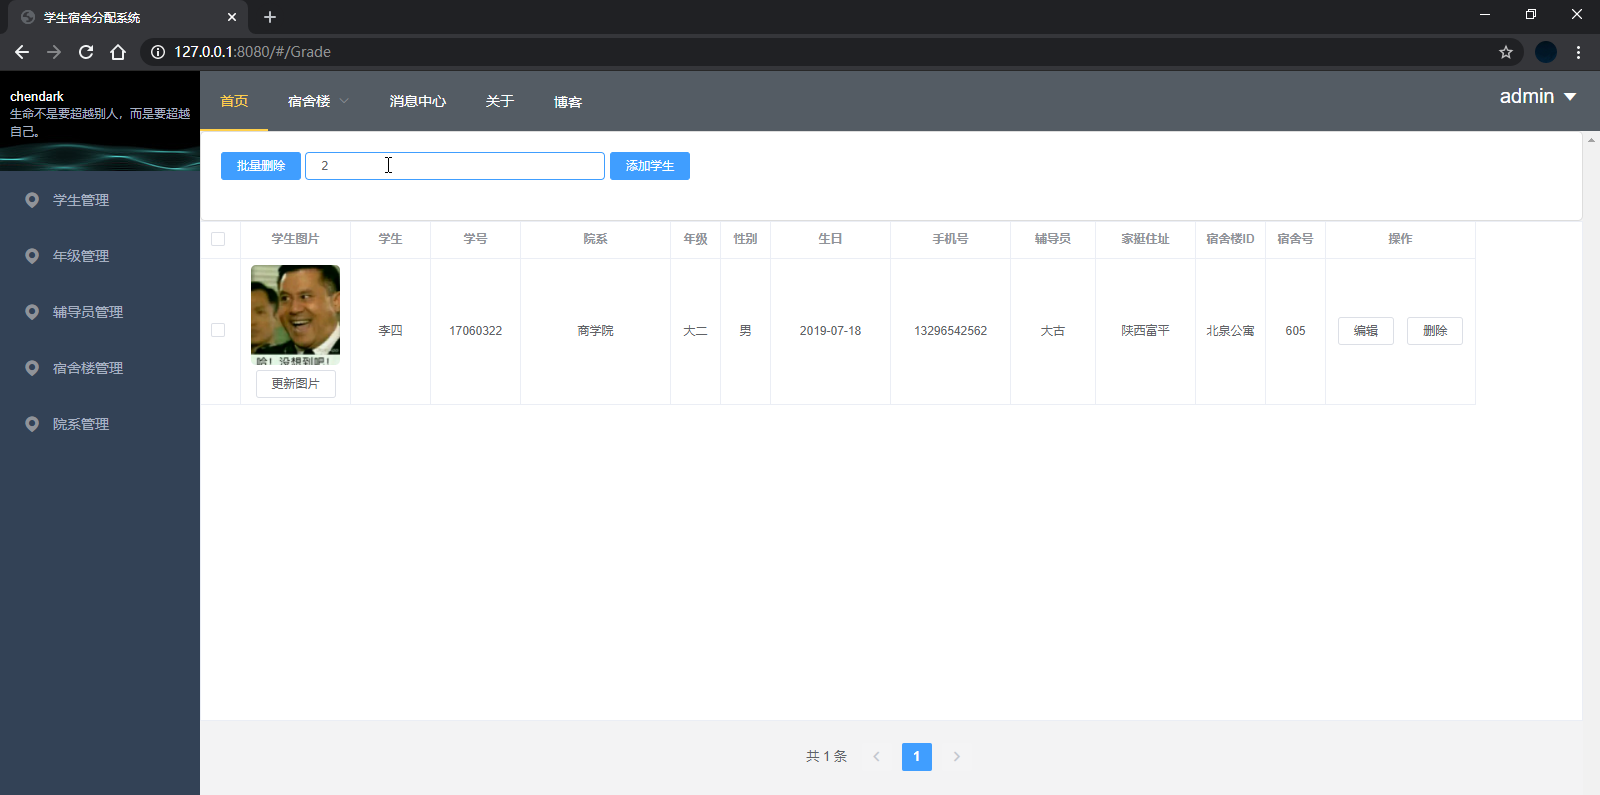 学生宿舍分配系统
127.0.0.1:8080/#/Grade
chendark
生命不是要超越别人，而是要超越
自己。
首页 宿舍楼 消息中心 关于 博客
admin
学生管理
年级管理
辅导员管理
宿舍楼管理
院系管理
批量删除 2 添加学生
学生图片 学生 学号 院系 年级 性别 生日 手机号 辅导员 家挺住址 宿舍楼ID 宿舍号 操作
李四 17060322 商学院 大二 男 2019-07-18 13296542562 大古 陕西富平 北泉公寓 605 编辑 删除
哈！没想到吧！
更新图片
共 1 条 1